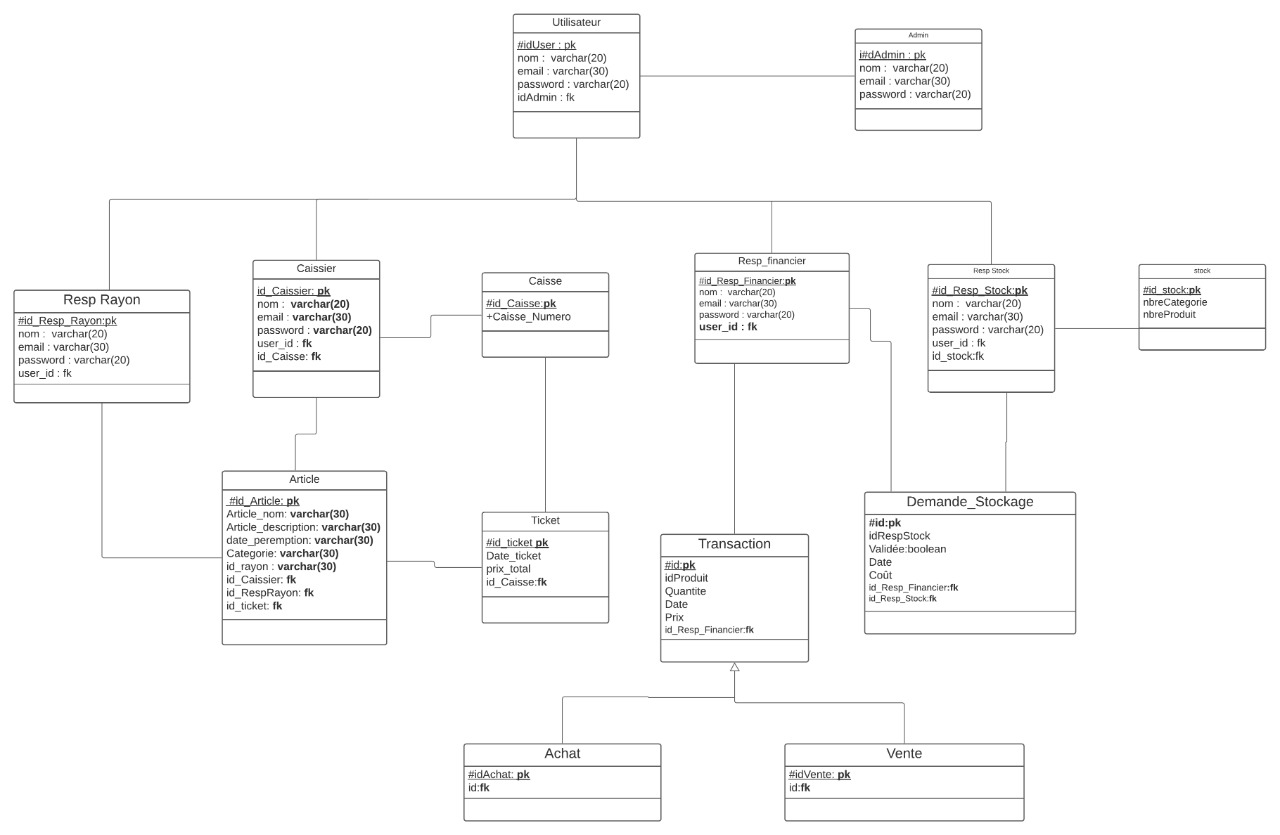 Utilisateur
#idUser : pk
nom :  varchar(20)
email : varchar(30)
password : varchar(20)
idAdmin : fk
Admin
i#dAdmin : pk
nom :  varchar(20)
email : varchar(30)
password : varchar(20)
Resp Rayon
#id_Resp_Rayon:pk
nom :  varchar(20)
email : varchar(30)
password : varchar(20)
user_id : fk
Caissier
id_Caissier: pk
nom :  varchar(20)
email : varchar(30)
password : varchar(20)
user_id : fk
id_Caisse: fk
Caisse
#id_Caisse:pk
+Caisse_Numero
Resp_financier
#id_Resp_Financier:pk
nom :  varchar(20)
email : varchar(30)
password : varchar(20)
user_id : fk
Resp Stock
#id_Resp_Stock:pk
nom :  varchar(20)
email : varchar(30)
password : varchar(20)
user_id : fk
id_stock:fk
stock
#id_stock:pk
nbreCategorie
nbreProduit
Article
#id_Article: pk
Article_nom: varchar(30)
Article_description: varchar(30)
date_peremption: varchar(30)
Categorie: varchar(30)
id_rayon : varchar(30)
id_Caissier: fk
id_RespRayon: fk
id_ticket: fk
Ticket
#id_ticket pk
Date_ticket
prix_total
id_Caisse:fk
Transaction
#id:pk
idProduit
Quantite
Date
Prix
id_Resp_Financier:fk
Demande_Stockage
#id:pk
idRespStock
Validée:boolean
Date
Coût
id_Resp_Financier:fk
id_Resp_Stock:fk
Achat
#idAchat: pk
id:fk
Vente
#idVente: pk
id:fk